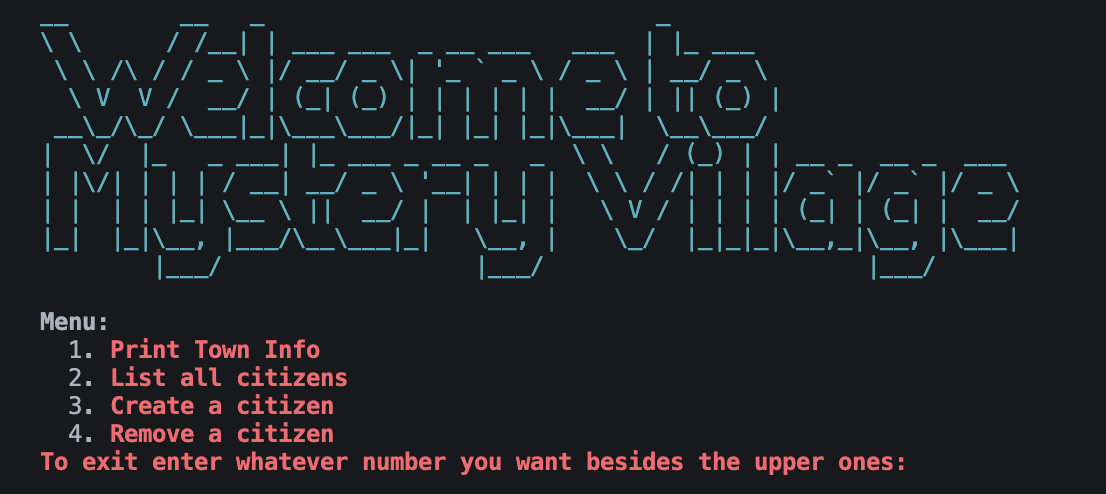 Welcome to
Mystery Village
Menu:
1. Print Town Info
2. List all citizens
3. Create a citizen
4. Remove a citizen
To exit enter whatever number you want besides the upper ones: